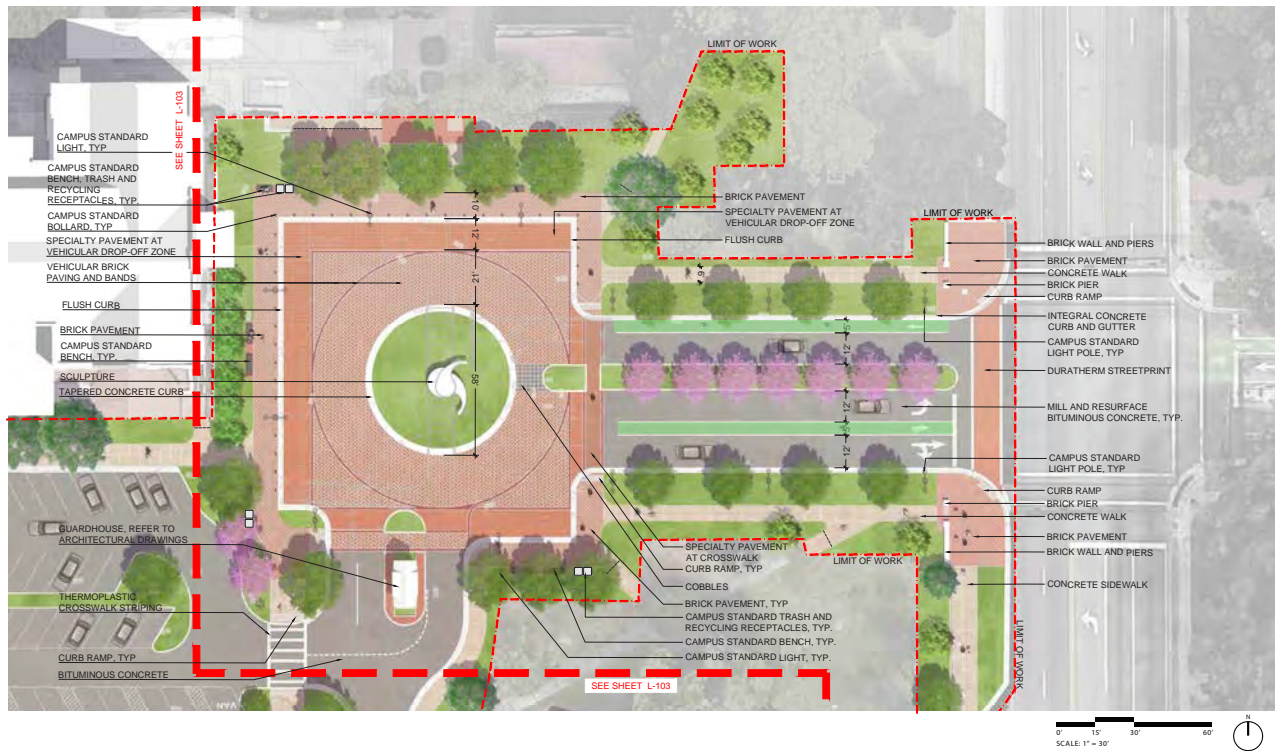 LIMIT OF WORK
SEE SHEET L-103
CAMPUS STANDARD
LIGHT, TYP
CAMPUS STANDARD
BENCH, TRASH AND
RECYCLING
RECEPTACLES, TYP.
CAMPUS STANDARD
BOLLARD, TYP
SPECIALTY PAVEMENT AT
VEHICULAR DROP-OFF ZONE
VEHICULAR BRICK
PAVING AND BANDS
FLUSH CURB
BRICK PAVEMENT
CAMPUS STANDARD
BENCH, TYP.
SCULPTURE
TAPERED CONCRETE CURB
GUARDHOUSE, REFER TO
ARCHITECTURAL DRAWINGS
THERMOPLASTIC
CROSSWALK STRIPING
CURB RAMP, TYP
BITUMINOUS CONCRETE
VAN
10'
12'
58'
BRICK PAVEMENT
SPECIALTY PAVEMENT AT
VEHICULAR DROP-OFF ZONE
FLUSH CURB
LIMIT OF WORK
12'
12'
5'
12'
BRICK WALL AND PIERS
BRICK PAVEMENT
CONCRETE WALK
BRICK PIER
CURB RAMP
INTEGRAL CONCRETE
CURB AND GUTTER
CAMPUS STANDARD
LIGHT POLE, TYP
DURATHERM STREETPRINT
MILL AND RESURFACE
BITUMINOUS CONCRETE, TYP.
CAMPUS STANDARD
LIGHT POLE, TYP
CURB RAMP
BRICK PIER
CONCRETE WALK
BRICK PAVEMENT
BRICK WALL AND PIERS
CONCRETE SIDEWALK
LIMIT OF WORK
SPECIALTY PAVEMENT
AT CROSSWALK
CURB RAMP, TYP
COBBLES
BRICK PAVEMENT, TYP
CAMPUS STANDARD TRASH AND
RECYCLING RECEPTACLES, TYP.
CAMPUS STANDARD BENCH, TYP.
CAMPUS STANDARD LIGHT, TYP.
LIMIT OF WORK
SEE SHEET L-103
0' 15' 30' 60'
SCALE: 1" = 30'
N